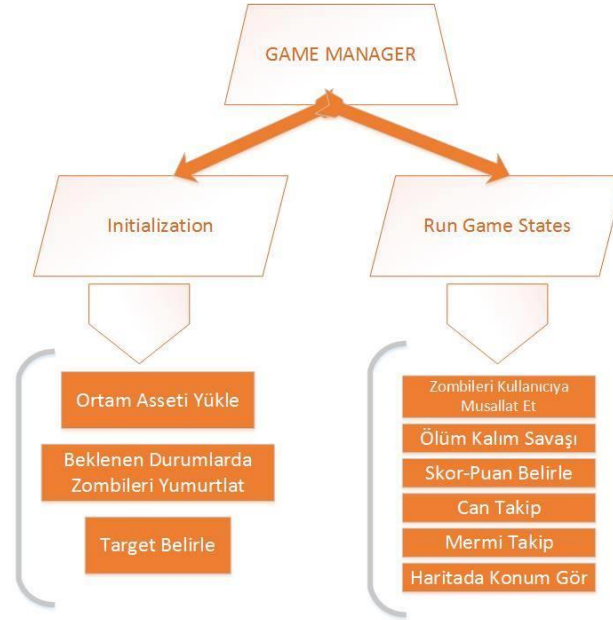 GAME MANAGER
Initialization
Run Game States
Ortam Asseti Yükle
Beklenen Durumlarda
Zombileri Yumurtlat
Target Belirle
Zombileri Kullanıcıya
Musallat Et
Ölüm Kalım Savaşı
Skor-Puan Belirle
Can Takip
Mermi Takip
Haritada Konum Gör